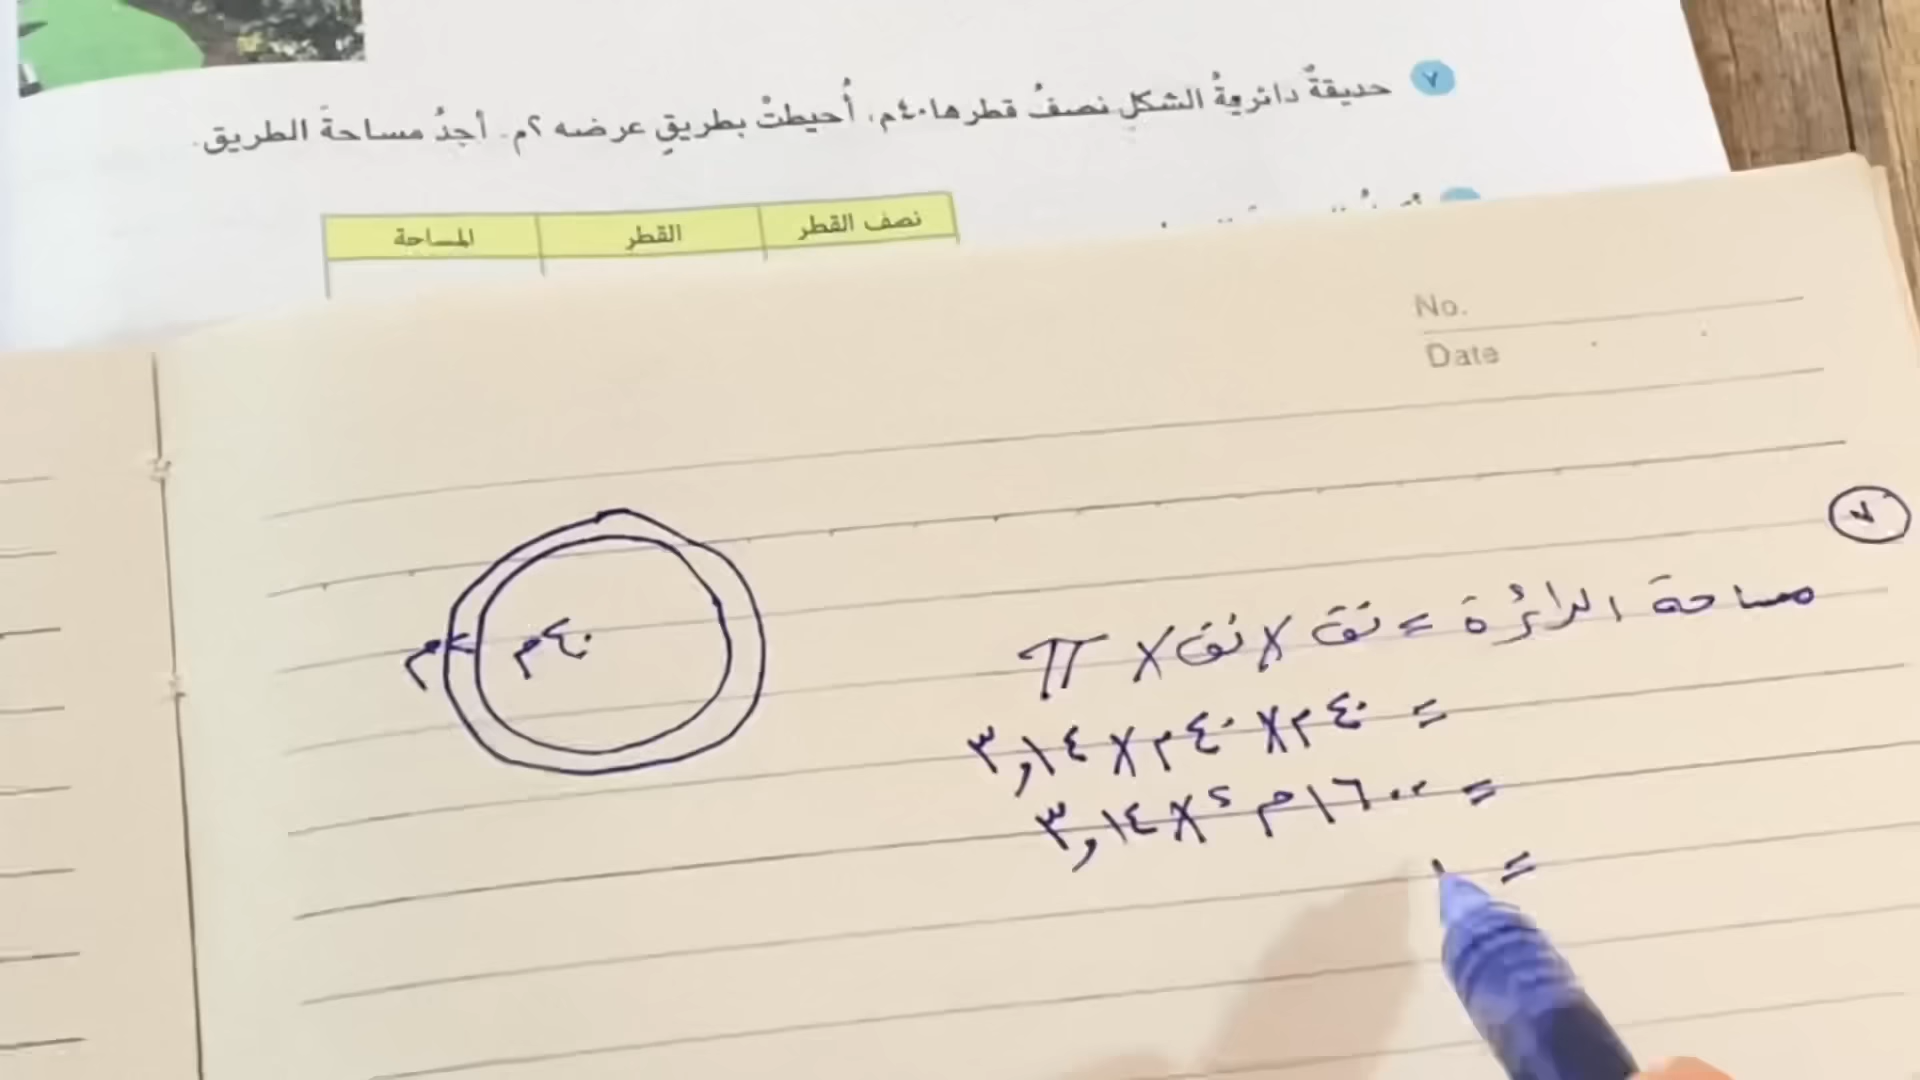 ٧ حديقةٌ دائريةُ الشكلِ نصفُ قطرها ٤٠م، أُحيطتْ بطريقٍ عرضه ٢م. أجدُ مساحةَ الطريق.
نصف القطر القطر المساحة
No.
Date
٧
مساحة الدائرة = نق × نق × π
= ٤٠م × ٤٠م × ٣,١٤
= ١٦٠٠م٢ × ٣,١٤
=
٤٠م
٢م